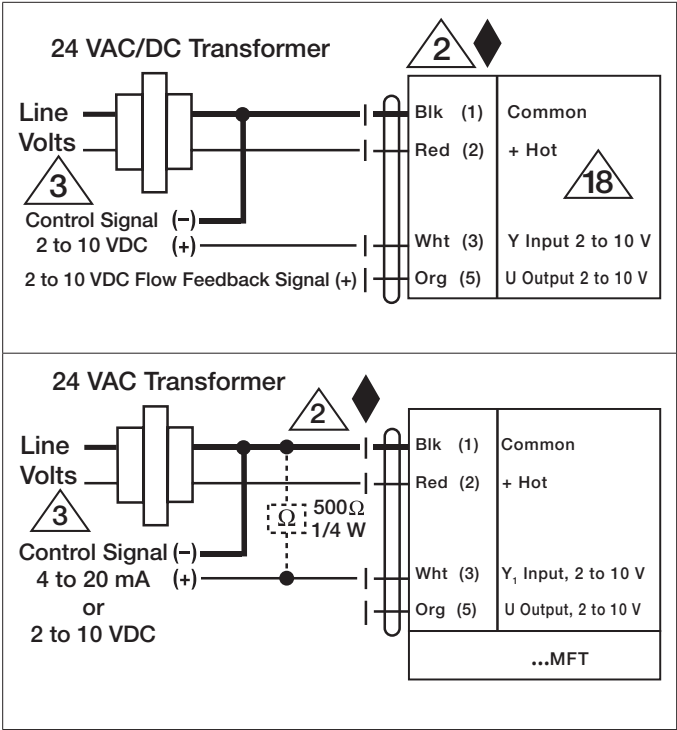 24 VAC/DC Transformer
2
Line
Volts
3
Blk (1) Common
Red (2) + Hot
18
Control Signal (–)
2 to 10 VDC (+)
Wht (3) Y Input 2 to 10 V
2 to 10 VDC Flow Feedback Signal (+)
Org (5) U Output 2 to 10 V
24 VAC Transformer
2
Line
Volts
3
Blk (1) Common
Red (2) + Hot
Ω
500Ω
1/4 W
Control Signal (–)
4 to 20 mA (+)
or
2 to 10 VDC
Wht (3) Y1 Input, 2 to 10 V
Org (5) U Output, 2 to 10 V
...MFT